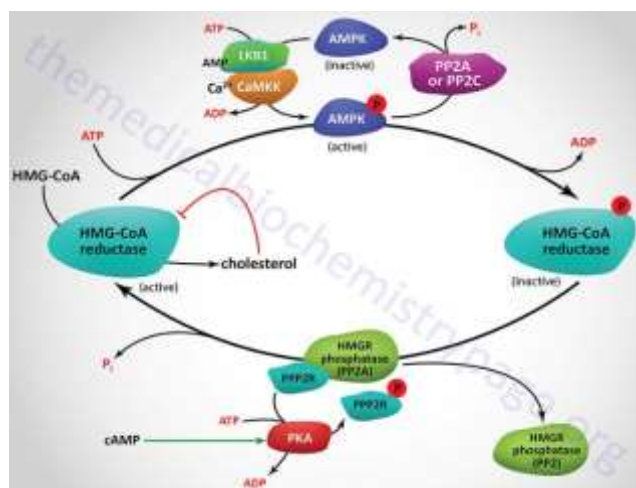 ATP
LKB1
AMPK
(inactive)
Pi
AMP
PP2A
or PP2C
Ca2+
CaMKK
ADP
AMPK
P
(active)
ATP
ADP
HMG-CoA
P
HMG-CoA
reductase
HMG-CoA
reductase
cholesterol
(active)
(inactive)
Pi
HMGR
phosphatase
(PP2A)
PPP2R
P
PPP2R
ATP
cAMP
PKA
HMGR
phosphatase
(PP2)
ADP
themedicalbiochemistrypage.org